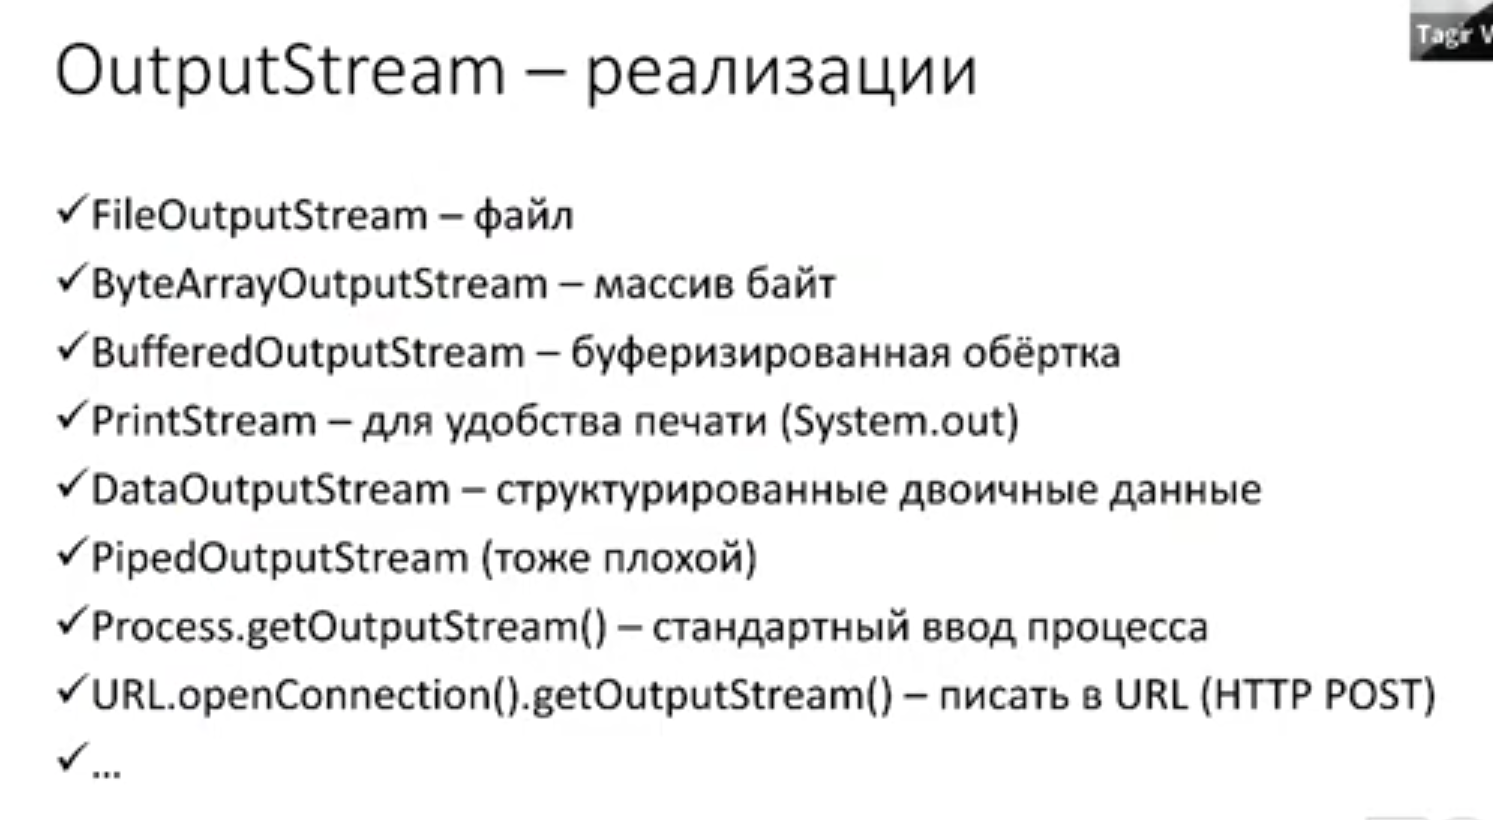 OutputStream – реализации
Tagir V
✓FileOutputStream – файл
✓ByteArrayOutputStream – массив байт
✓BufferedOutputStream – буферизированная обёртка
✓PrintStream – для удобства печати (System.out)
✓DataOutputStream – структурированные двоичные данные
✓PipedOutputStream (тоже плохой)
✓Process.getOutputStream() – стандартный ввод процесса
✓URL.openConnection().getOutputStream() – писать в URL (HTTP POST)
✓...